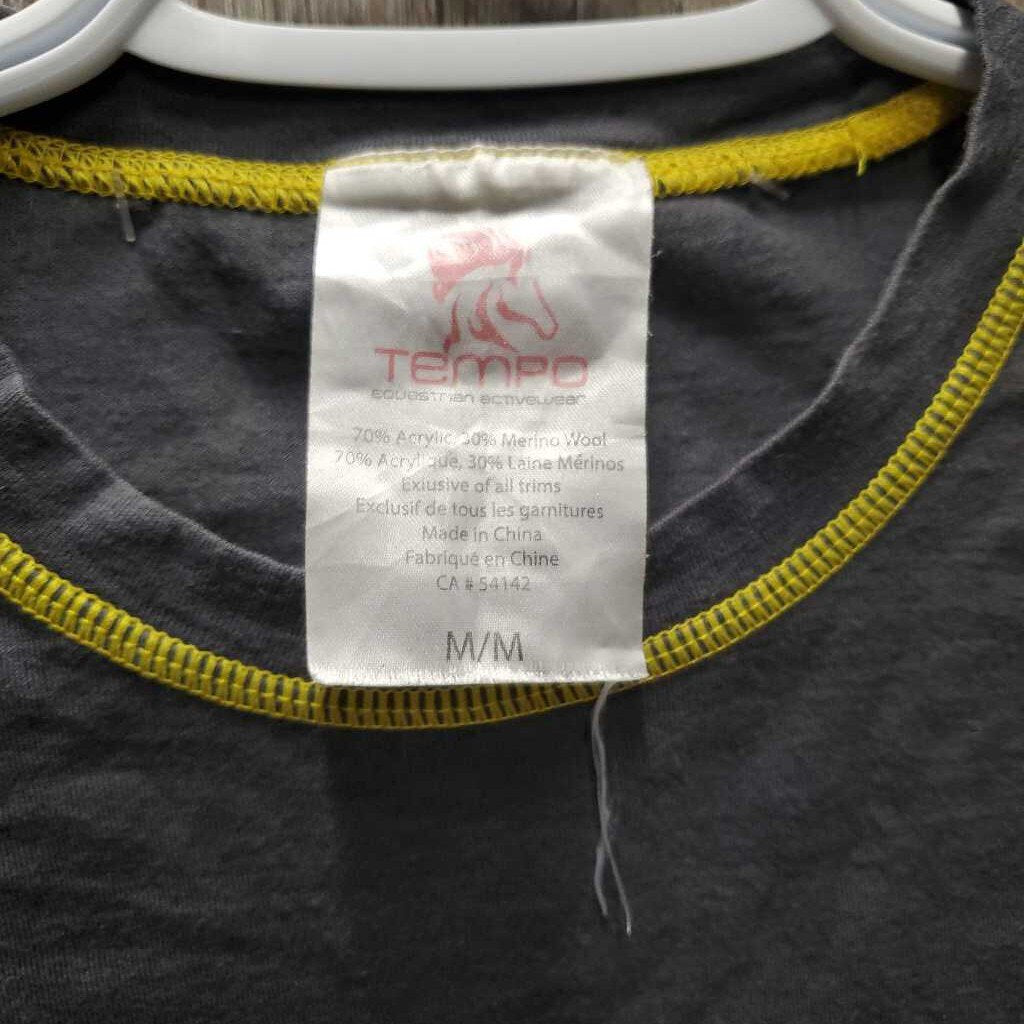 TEMPO
EQUESTRIAN ACTIVEWEAR
70% Acrylic, 30% Merino Wool
70% Acrylique, 30% Laine Mérinos
Exlusive of all trims
Exclusif de tous les garnitures
Made in China
Fabriqué en Chine
CA # 54142
M/M